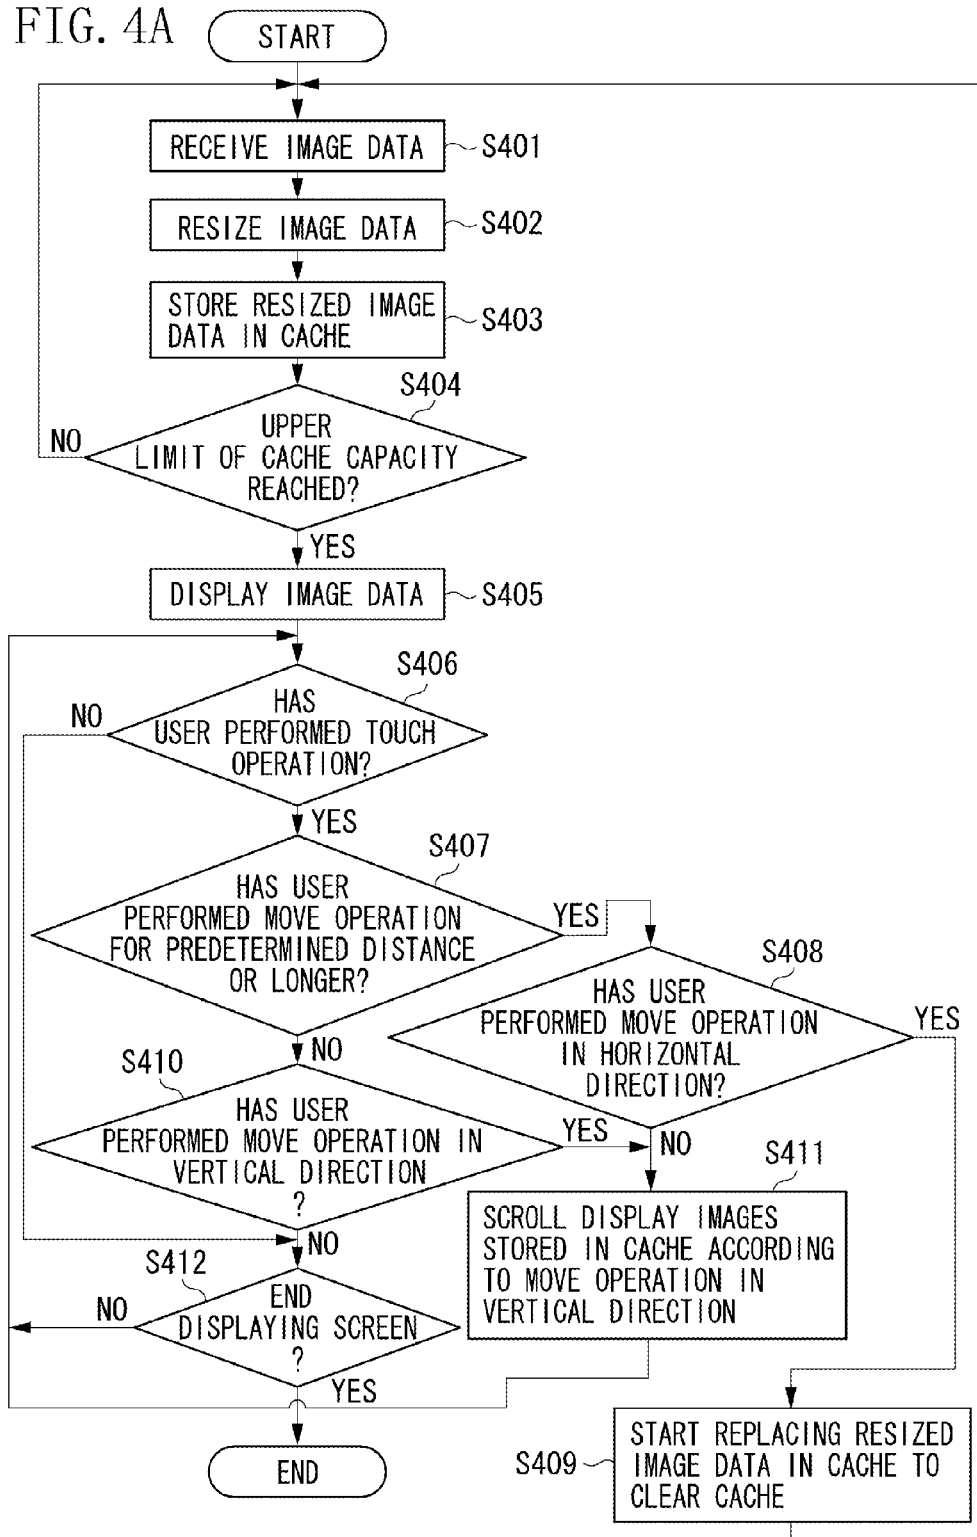 FIG. 4A
START
RECEIVE IMAGE DATA
S401
RESIZE IMAGE DATA
S402
STORE RESIZED IMAGE
DATA IN CACHE
S403
S404
UPPER
LIMIT OF CACHE CAPACITY
REACHED?
NO
YES
DISPLAY IMAGE DATA
S405
S406
HAS
USER PERFORMED TOUCH
OPERATION?
NO
YES
S407
HAS USER
PERFORMED MOVE OPERATION
FOR PREDETERMINED DISTANCE
OR LONGER?
YES
NO
S408
HAS USER
PERFORMED MOVE OPERATION
IN HORIZONTAL
DIRECTION?
YES
NO
S410
HAS USER
PERFORMED MOVE OPERATION IN
VERTICAL DIRECTION
?
YES
NO
S411
SCROLL DISPLAY IMAGES
STORED IN CACHE ACCORDING
TO MOVE OPERATION IN
VERTICAL DIRECTION
S412
END
DISPLAYING SCREEN
?
NO
YES
END
S409
START REPLACING RESIZED
IMAGE DATA IN CACHE TO
CLEAR CACHE